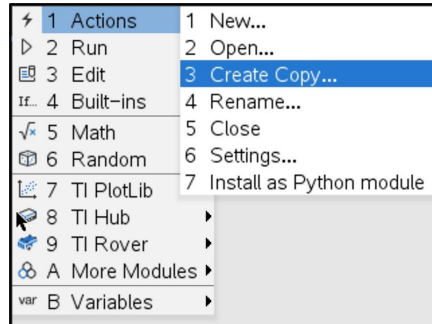 1 Actions
2 Run
3 Edit
If... 4 Built-ins
√x 5 Math
6 Random
7 TI PlotLib
8 TI Hub
9 TI Rover
A More Modules
var B Variables
1 New...
2 Open...
3 Create Copy...
4 Rename...
5 Close
6 Settings...
7 Install as Python module